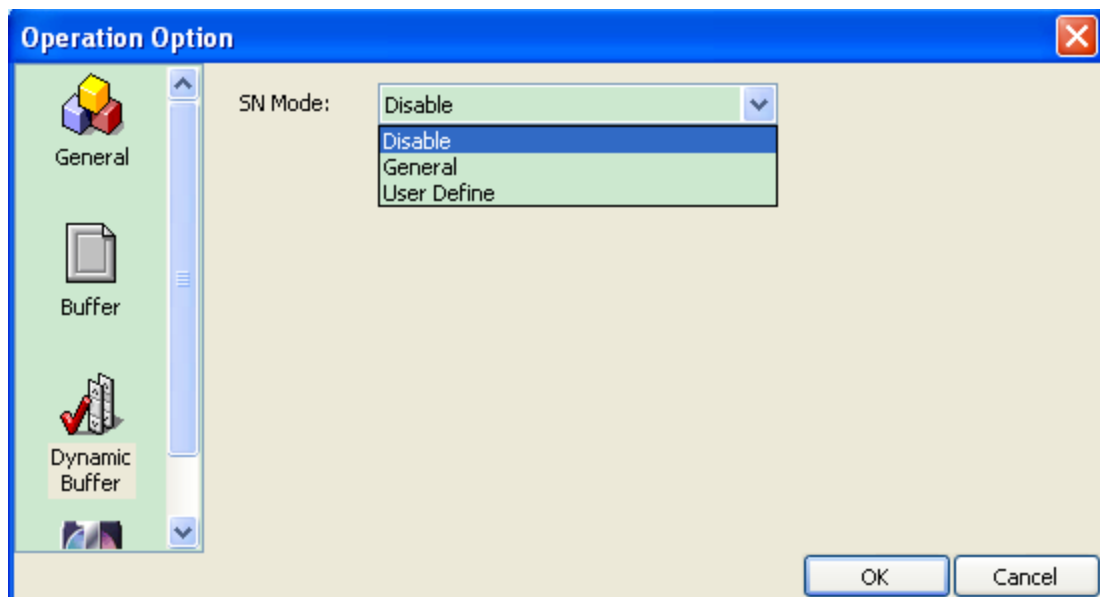 Operation Option
General
Buffer
Dynamic
Buffer
SN Mode:
Disable
Disable
General
User Define
OK
Cancel